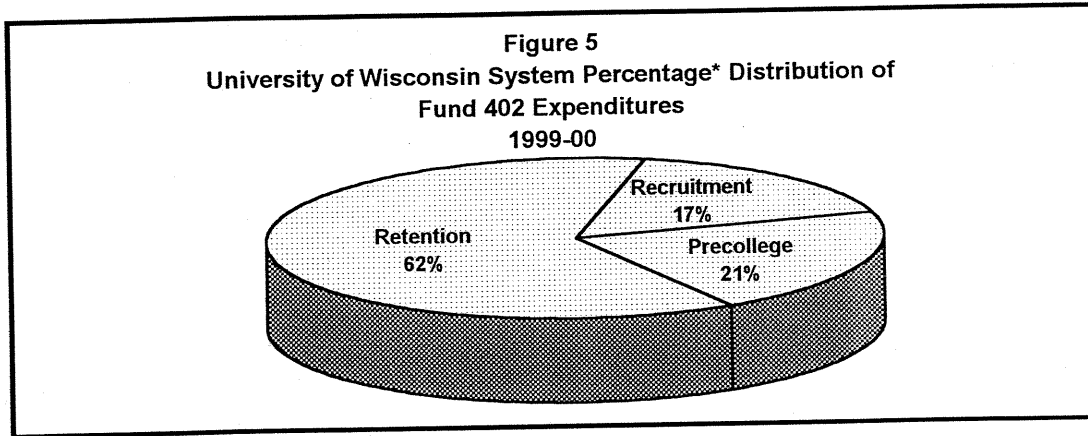 Figure 5
University of Wisconsin System Percentage* Distribution of
Fund 402 Expenditures
1999-00
Recruitment
17%
Retention
62%
Precollege
21%